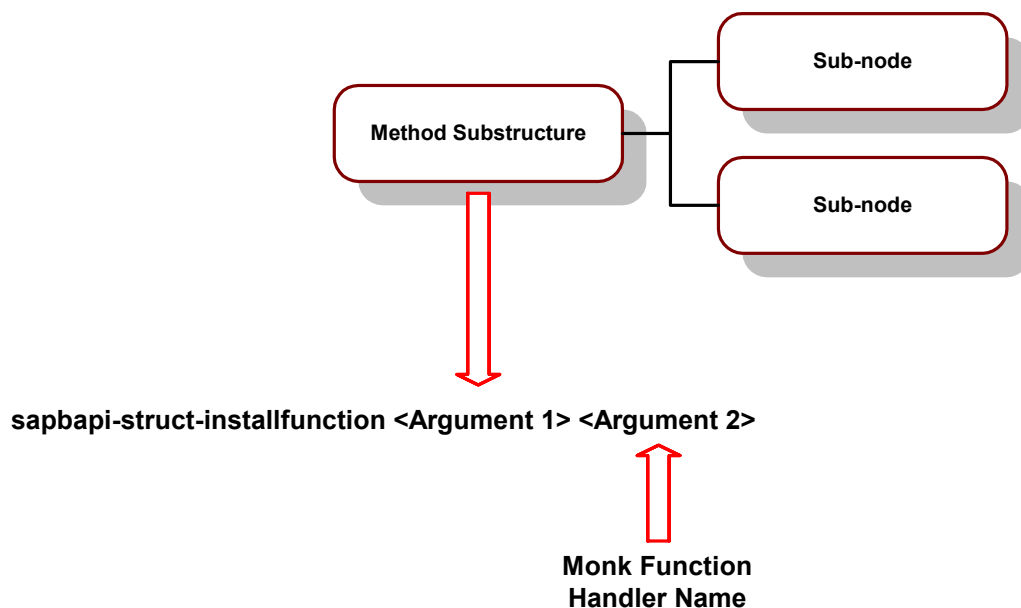 Sub-node
Method Substructure
Sub-node
sapbapi-struct-installfunction <Argument 1> <Argument 2>
Monk Function
Handler Name